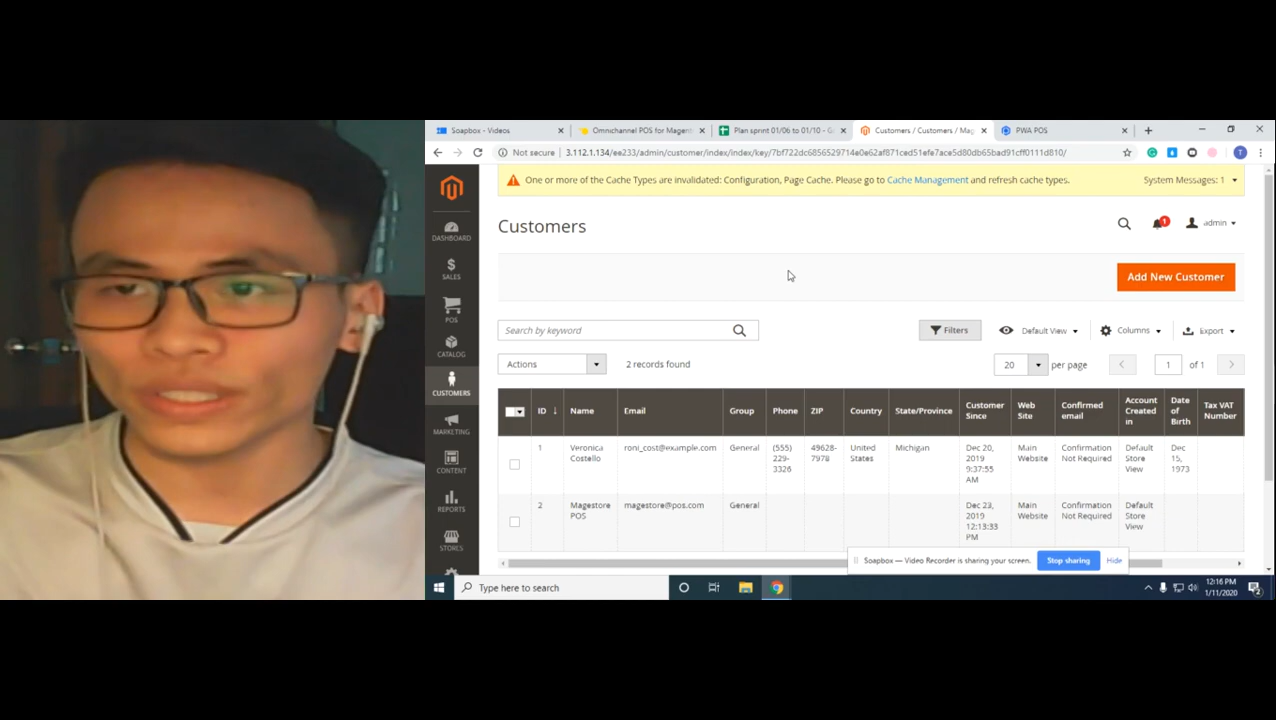 Soapbox - Videos
Omnichannel POS for Magent
Plan sprint 01/06 to 01/10 - G
Customers / Customers / Mag
PWA POS
Not secure
3.112.1.134/ee233/admin/customer/index/index/key/7bf722dc6856529714e0e62af871ced51efe7ace5d80db65bad91cff0111d810/
T
One or more of the Cache Types are invalidated: Configuration, Page Cache. Please go to Cache Management and refresh cache types.
System Messages: 1
DASHBOARD
SALES
POS
CATALOG
CUSTOMERS
MARKETING
CONTENT
REPORTS
STORES
Customers
1
admin
Add New Customer
Search by keyword
Filters
Default View
Columns
Export
Actions
2 records found
20
per page
1
of 1
ID
Name
Email
Group
Phone
ZIP
Country
State/Province
Customer Since
Web Site
Confirmed email
Account Created in
Date of Birth
Tax VAT Number
1
Veronica Costello
roni_cost@example.com
General
(555) 229-3326
49628-7978
United States
Michigan
Dec 20, 2019 9:37:55 AM
Main Website
Confirmation Not Required
Default Store View
Dec 15, 1973
2
Magestore POS
magestore@pos.com
General
Dec 23, 2019 12:13:33 PM
Main Website
Confirmation Not Required
Default Store View
Soapbox — Video Recorder is sharing your screen.
Stop sharing
Hide
Type here to search
12:16 PM
1/11/2020
2